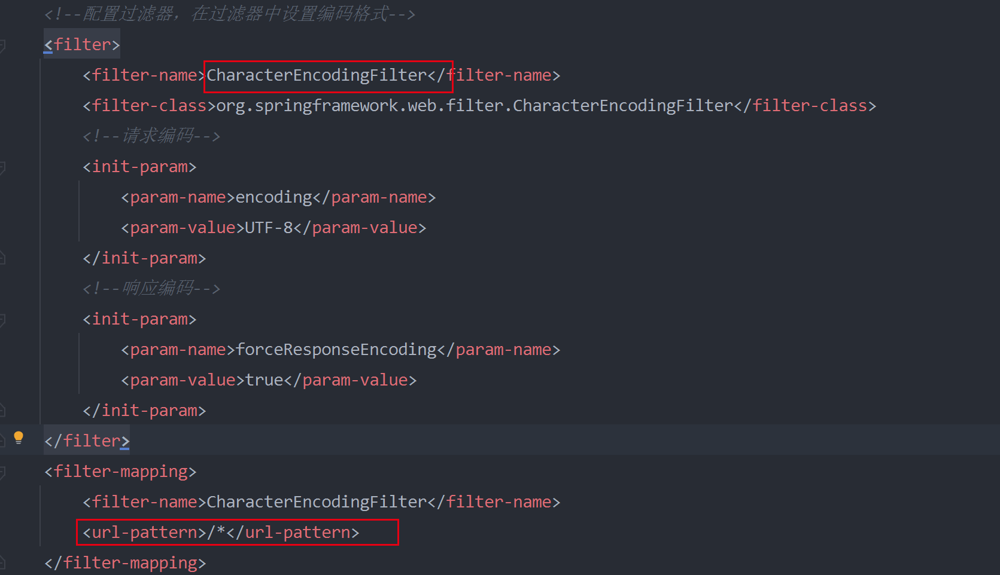 <!--配置过滤器，在过滤器中设置编码格式-->
<filter>
<filter-name>CharacterEncodingFilter</filter-name>
<filter-class>org.springframework.web.filter.CharacterEncodingFilter</filter-class>
<!--请求编码-->
<init-param>
<param-name>encoding</param-name>
<param-value>UTF-8</param-value>
</init-param>
<!--响应编码-->
<init-param>
<param-name>forceResponseEncoding</param-name>
<param-value>true</param-value>
</init-param>
</filter>
<filter-mapping>
<filter-name>CharacterEncodingFilter</filter-name>
<url-pattern>/*</url-pattern>
</filter-mapping>